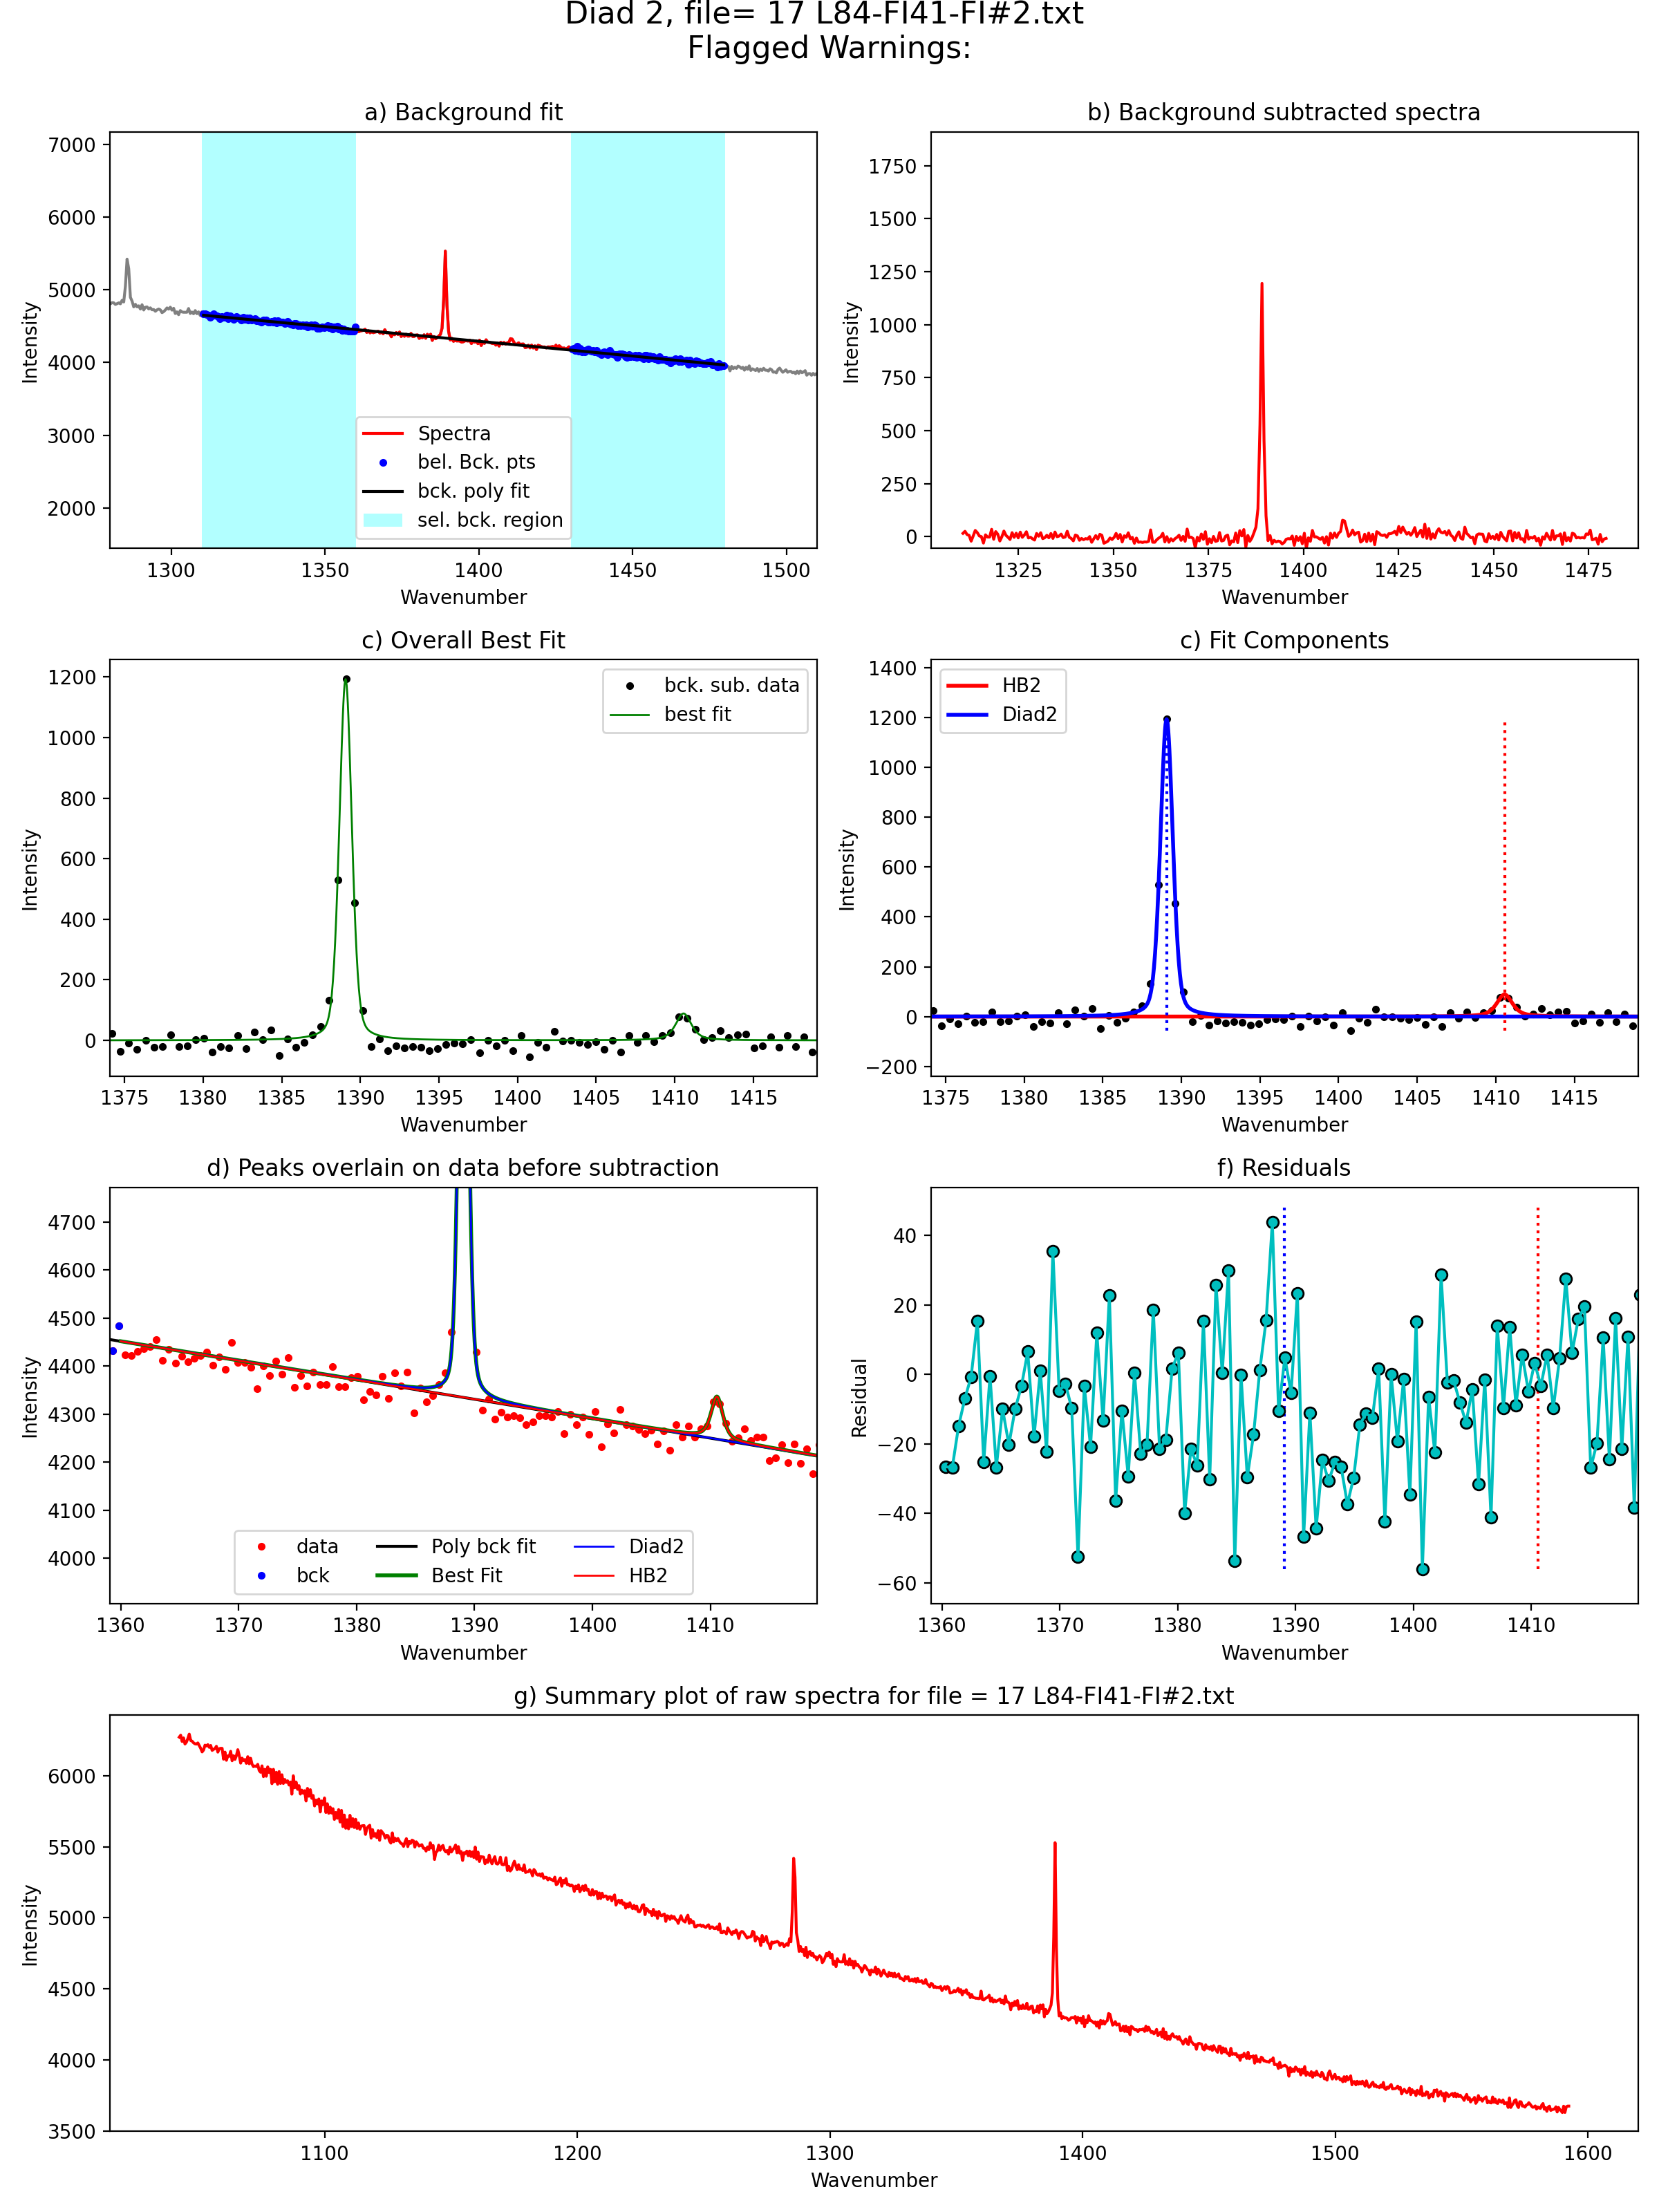 Diad 2, file= 17 L84-FI41-FI#2.txt
Flagged Warnings:
a) Background fit
7000
6000
5000
4000
3000
2000
Intensity
1300 1350 1400 1450 1500
Wavenumber
Spectra
bel. Bck. pts
bck. poly fit
sel. bck. region
b) Background subtracted spectra
1750
1500
1250
1000
750
500
250
0
Intensity
1325 1350 1375 1400 1425 1450 1475
Wavenumber
c) Overall Best Fit
1200
1000
800
600
400
200
0
Intensity
1375 1380 1385 1390 1395 1400 1405 1410 1415
Wavenumber
bck. sub. data
best fit
c) Fit Components
1400
1200
1000
800
600
400
200
0
−200
Intensity
1375 1380 1385 1390 1395 1400 1405 1410 1415
Wavenumber
HB2
Diad2
d) Peaks overlain on data before subtraction
4700
4600
4500
4400
4300
4200
4100
4000
Intensity
1360 1370 1380 1390 1400 1410
Wavenumber
data
bck
Poly bck fit
Best Fit
Diad2
HB2
f) Residuals
40
20
0
−20
−40
−60
Residual
1360 1370 1380 1390 1400 1410
Wavenumber
g) Summary plot of raw spectra for file = 17 L84-FI41-FI#2.txt
6000
5500
5000
4500
4000
3500
Intensity
1100 1200 1300 1400 1500 1600
Wavenumber